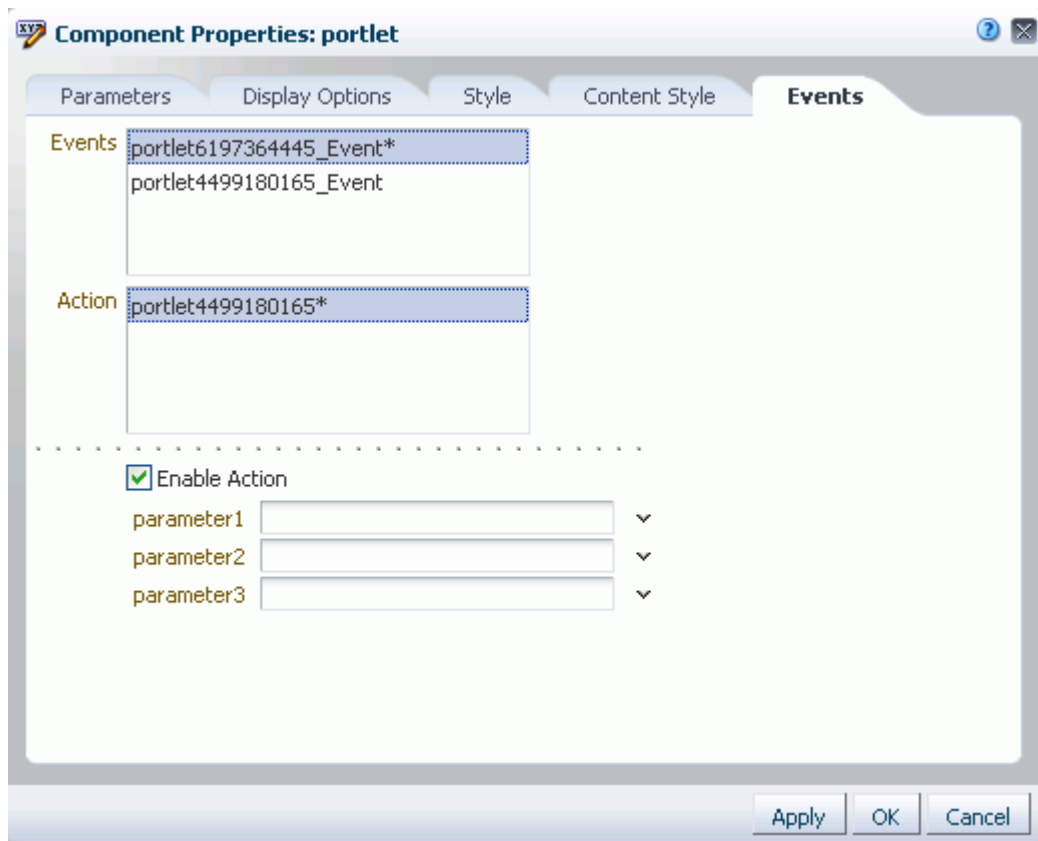 Component Properties: portlet
Parameters Display Options Style Content Style Events
Events
portlet6197364445_Event*
portlet4499180165_Event
Action
portlet4499180165*
Enable Action
parameter1
parameter2
parameter3
Apply OK Cancel